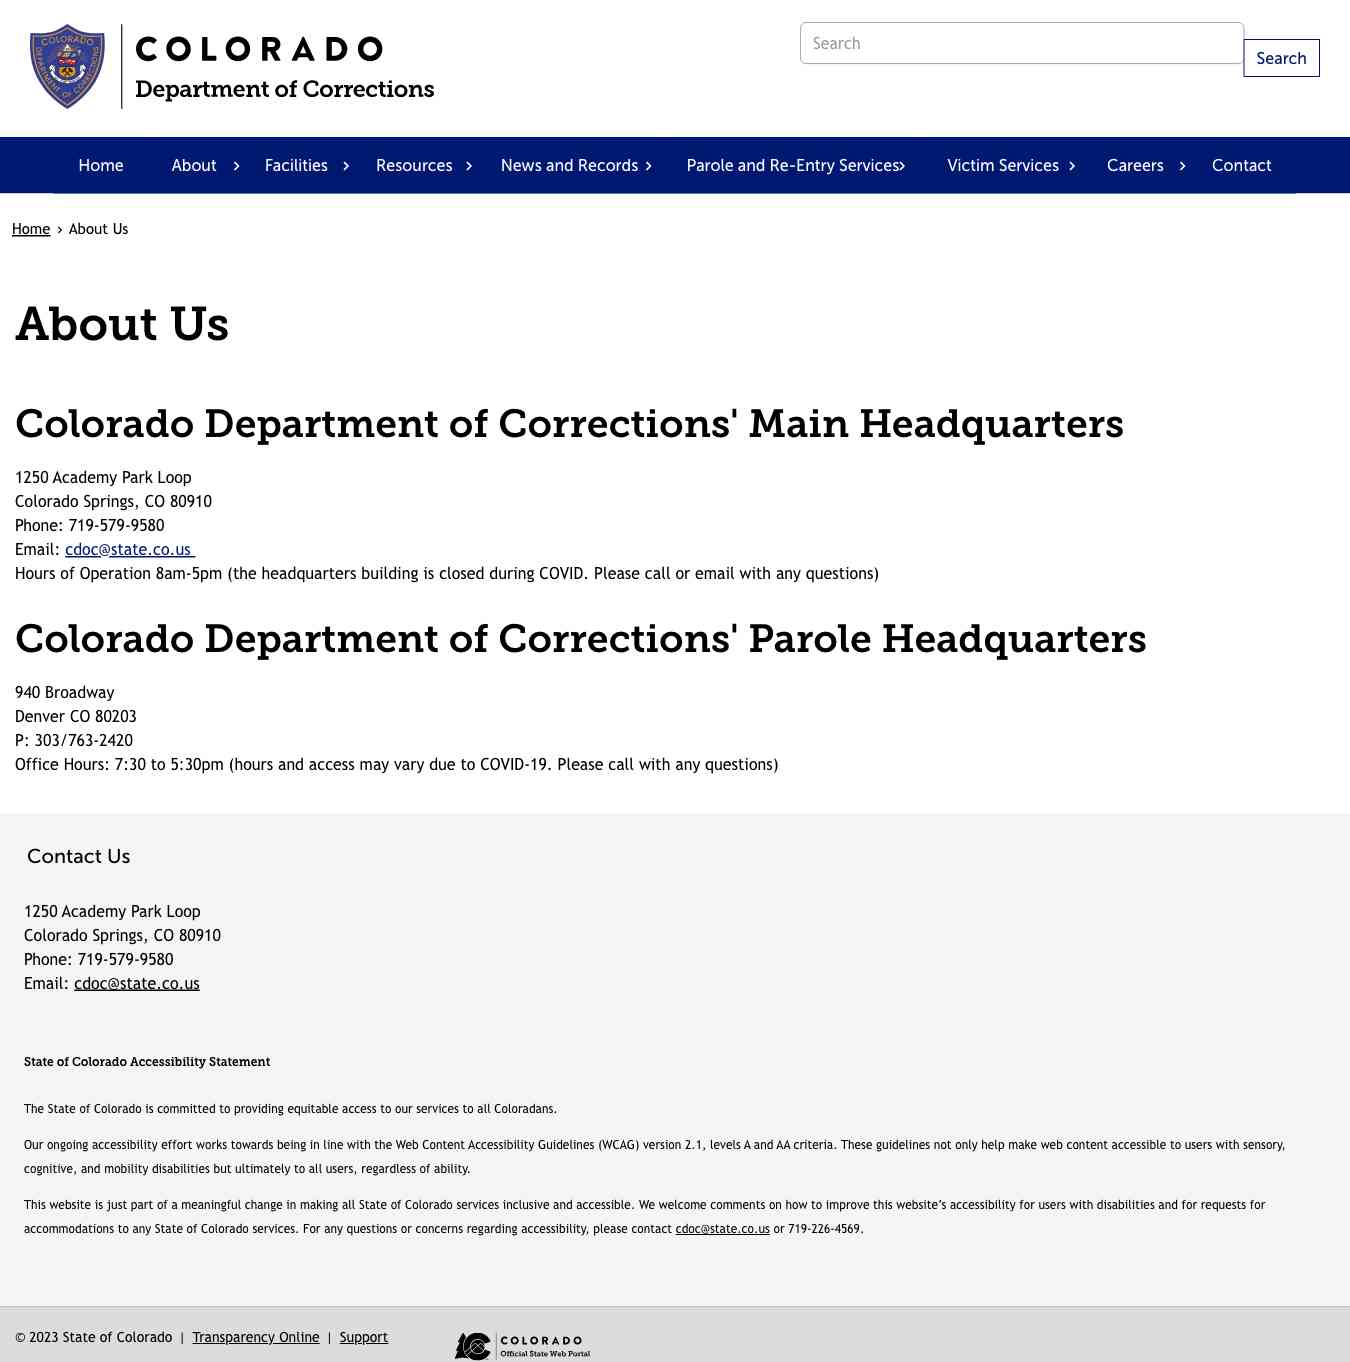 COLORADO
Department of Corrections
Search
Search
Home About Facilities Resources News and Records Parole and Re-Entry Services Victim Services Careers Contact
Home › About Us
About Us
Colorado Department of Corrections' Main Headquarters
1250 Academy Park Loop
Colorado Springs, CO 80910
Phone: 719-579-9580
Email: cdoc@state.co.us
Hours of Operation 8am-5pm (the headquarters building is closed during COVID. Please call or email with any questions)
Colorado Department of Corrections' Parole Headquarters
940 Broadway
Denver CO 80203
P: 303/763-2420
Office Hours: 7:30 to 5:30pm (hours and access may vary due to COVID-19. Please call with any questions)
Contact Us
1250 Academy Park Loop
Colorado Springs, CO 80910
Phone: 719-579-9580
Email: cdoc@state.co.us
State of Colorado Accessibility Statement
The State of Colorado is committed to providing equitable access to our services to all Coloradans.
Our ongoing accessibility effort works towards being in line with the Web Content Accessibility Guidelines (WCAG) version 2.1, levels A and AA criteria. These guidelines not only help make web content accessible to users with sensory,
cognitive, and mobility disabilities but ultimately to all users, regardless of ability.
This website is just part of a meaningful change in making all State of Colorado services inclusive and accessible. We welcome comments on how to improve this website’s accessibility for users with disabilities and for requests for
accommodations to any State of Colorado services. For any questions or concerns regarding accessibility, please contact cdoc@state.co.us or 719-226-4569.
© 2023 State of Colorado | Transparency Online | Support
COLORADO
Official State Web Portal